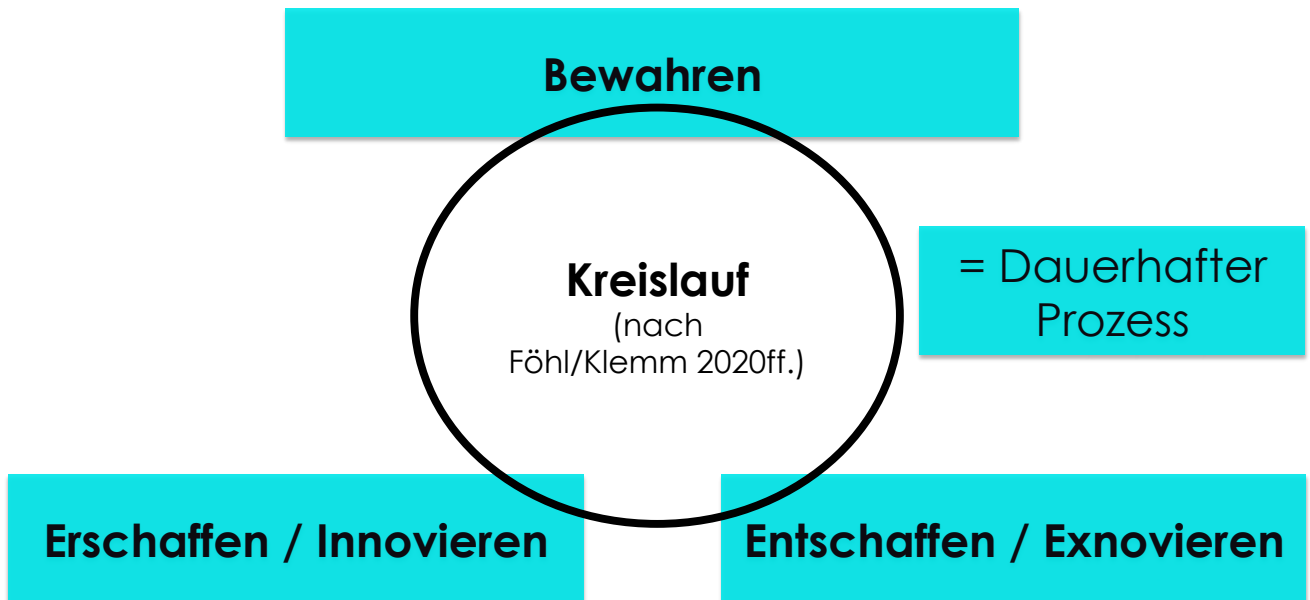 Bewahren
Kreislauf
(nach
Föhl/Klemm 2020ff.)
= Dauerhafter
Prozess
Erschaffen / Innovieren
Entschaffen / Exnovieren